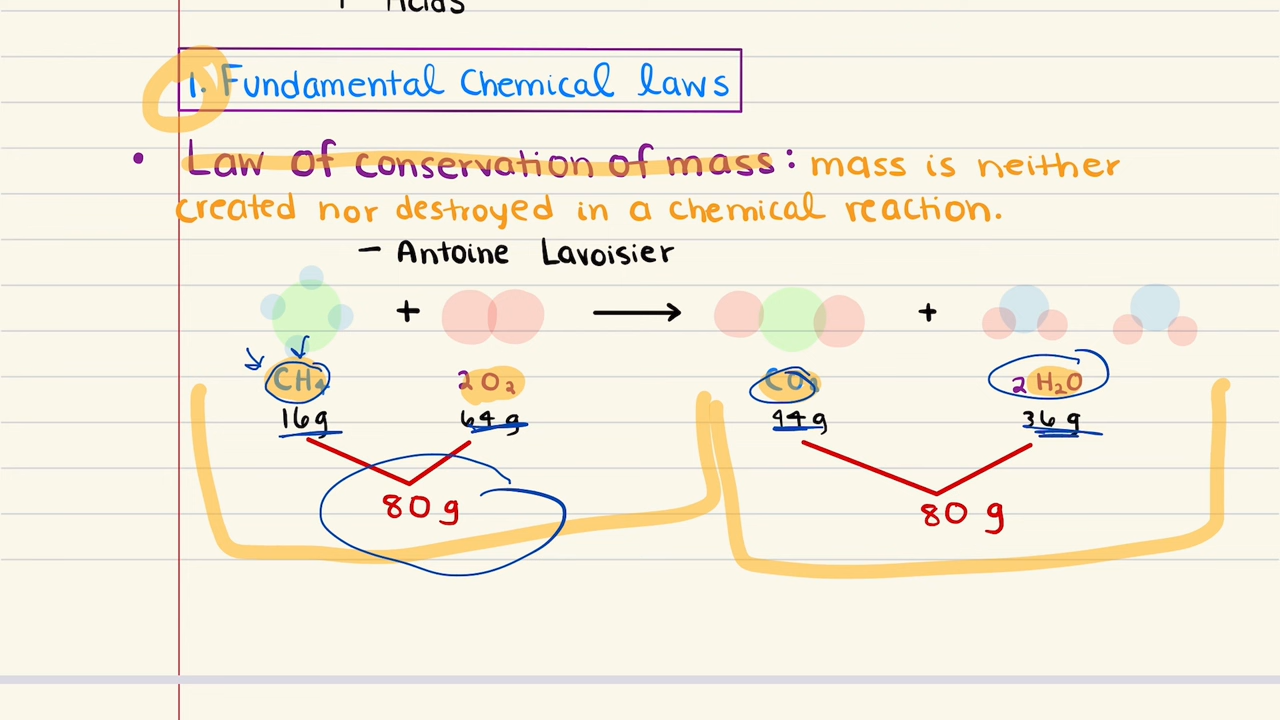 Acids
1. Fundamental Chemical laws
• Law of conservation of mass: mass is neither
created nor destroyed in a chemical reaction.
– Antoine Lavoisier
+ → +
CH₄ 2O₂ CO₂ 2H₂O
16g 64g 44g 36g
80g 80g